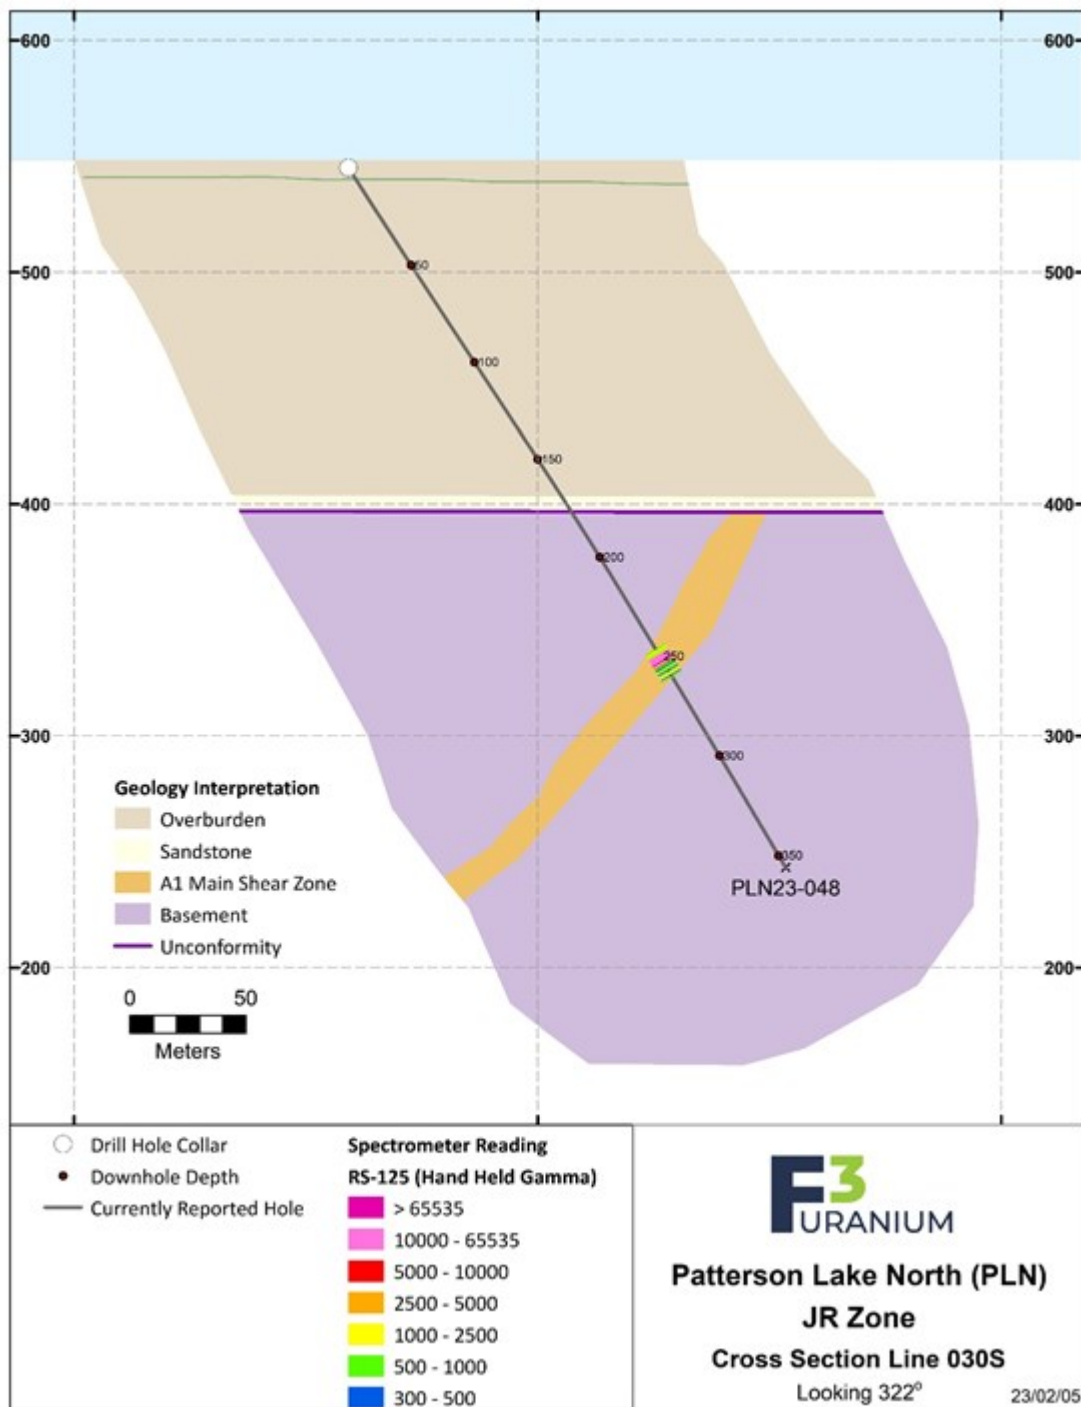 600
600
500
500
400
400
300
300
200
200
50
100
150
200
250
300
350
PLN23-048
Geology Interpretation
Overburden
Sandstone
A1 Main Shear Zone
Basement
Unconformity
0 50
Meters
Drill Hole Collar
Downhole Depth
Currently Reported Hole
Spectrometer Reading
RS-125 (Hand Held Gamma)
> 65535
10000 - 65535
5000 - 10000
2500 - 5000
1000 - 2500
500 - 1000
300 - 500
F3
URANIUM
Patterson Lake North (PLN)
JR Zone
Cross Section Line 030S
Looking 322°
23/02/05